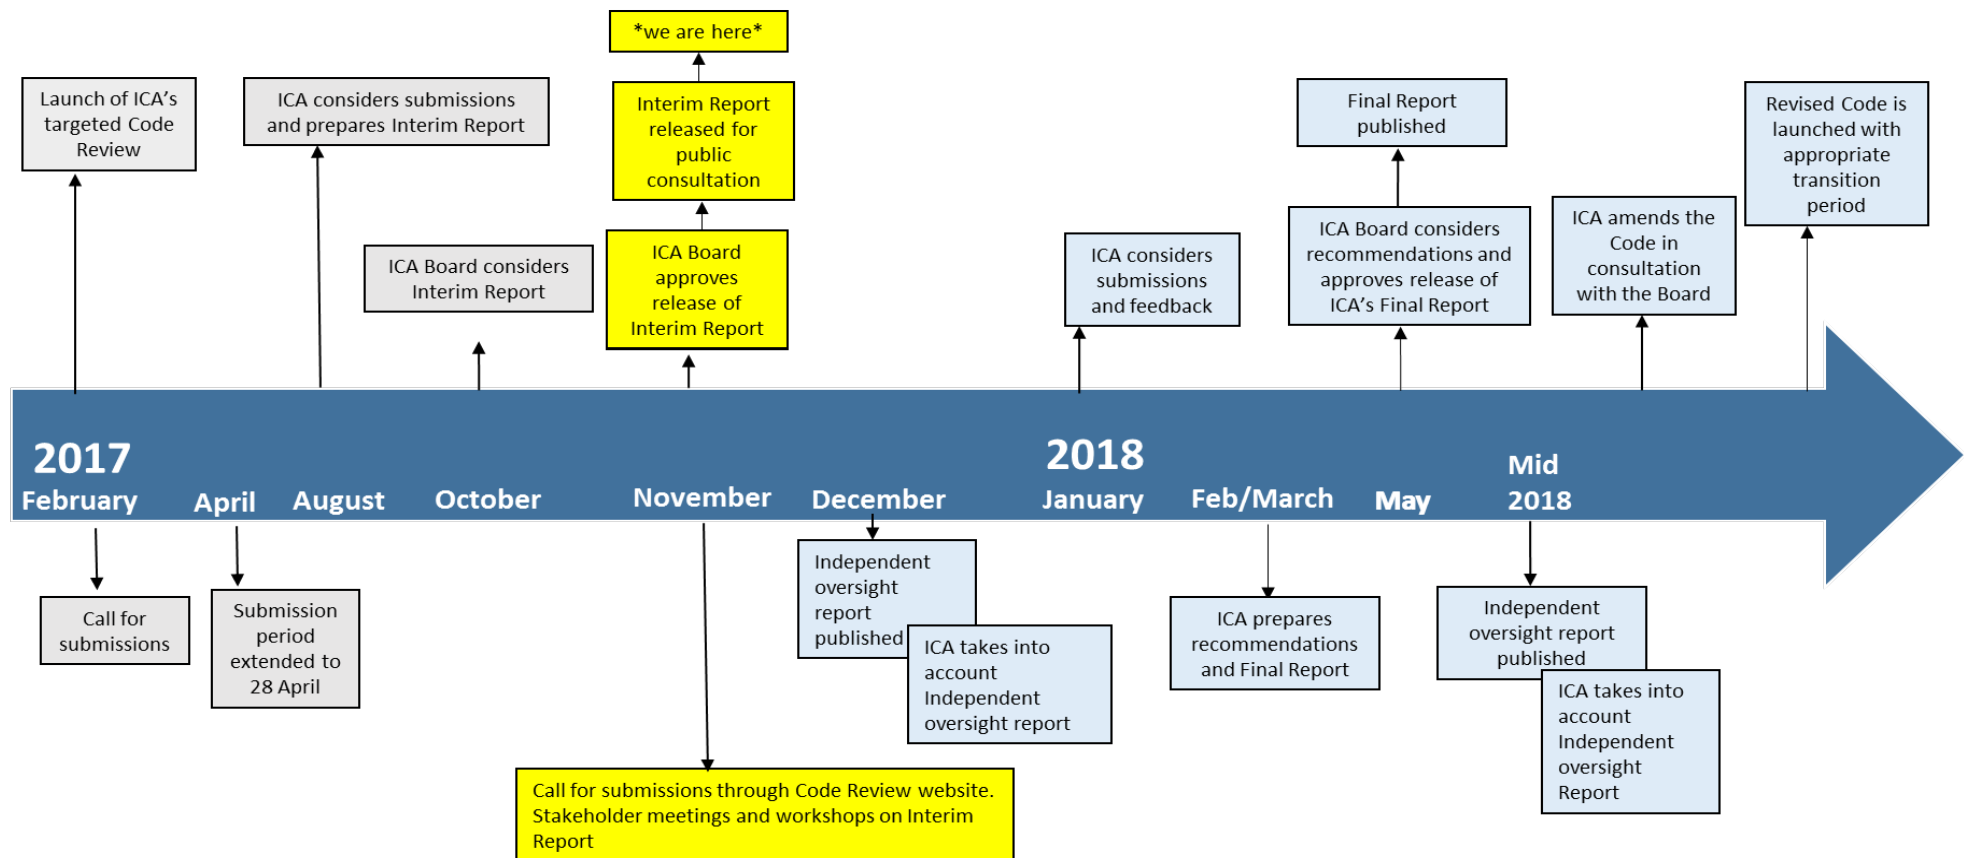 *we are here*
Launch of ICA’s
targeted Code
Review
ICA considers submissions
and prepares Interim Report
Interim Report
released for
public
consultation
Final Report
published
Revised Code is
launched with
appropriate
transition
period
ICA Board considers
Interim Report
ICA Board
approves
release of
Interim Report
ICA considers
submissions
and feedback
ICA Board considers
recommendations and
approves release of
ICA’s Final Report
ICA amends the
Code in
consultation
with the Board
2017
February
April
August
October
November
December
2018
January
Feb/March
May
Mid
2018
Call for
submissions
Submission
period
extended to
28 April
Independent
oversight
report
published
ICA takes into
account
Independent
oversight report
ICA prepares
recommendations
and Final Report
Independent
oversight report
published
ICA takes into
account
Independent
oversight
Report
Call for submissions through Code Review website.
Stakeholder meetings and workshops on Interim
Report